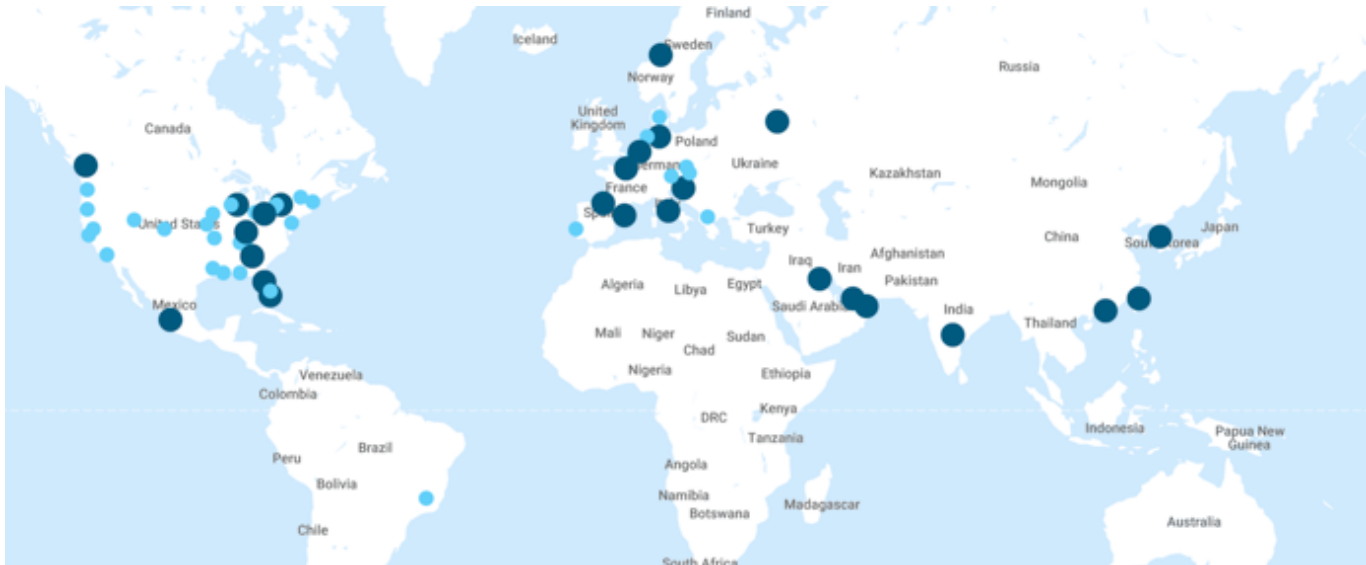 Finland
Iceland
Sweden
Russia
Norway
United
Kingdom
Canada
Poland
Ukraine
Kazakhstan
Mongolia
France
United States
Turkey
China
Japan
Afghanistan
Iraq
Iran
Pakistan
Algeria
Libya
Egypt
Saudi Arabia
Mexico
India
Thailand
Mali
Niger
Sudan
Chad
Nigeria
Ethiopia
Venezuela
Colombia
Kenya
DRC
Tanzania
Indonesia
Papua New
Guinea
Brazil
Peru
Angola
Bolivia
Namibia
Madagascar
Botswana
Chile
Australia
South Africa